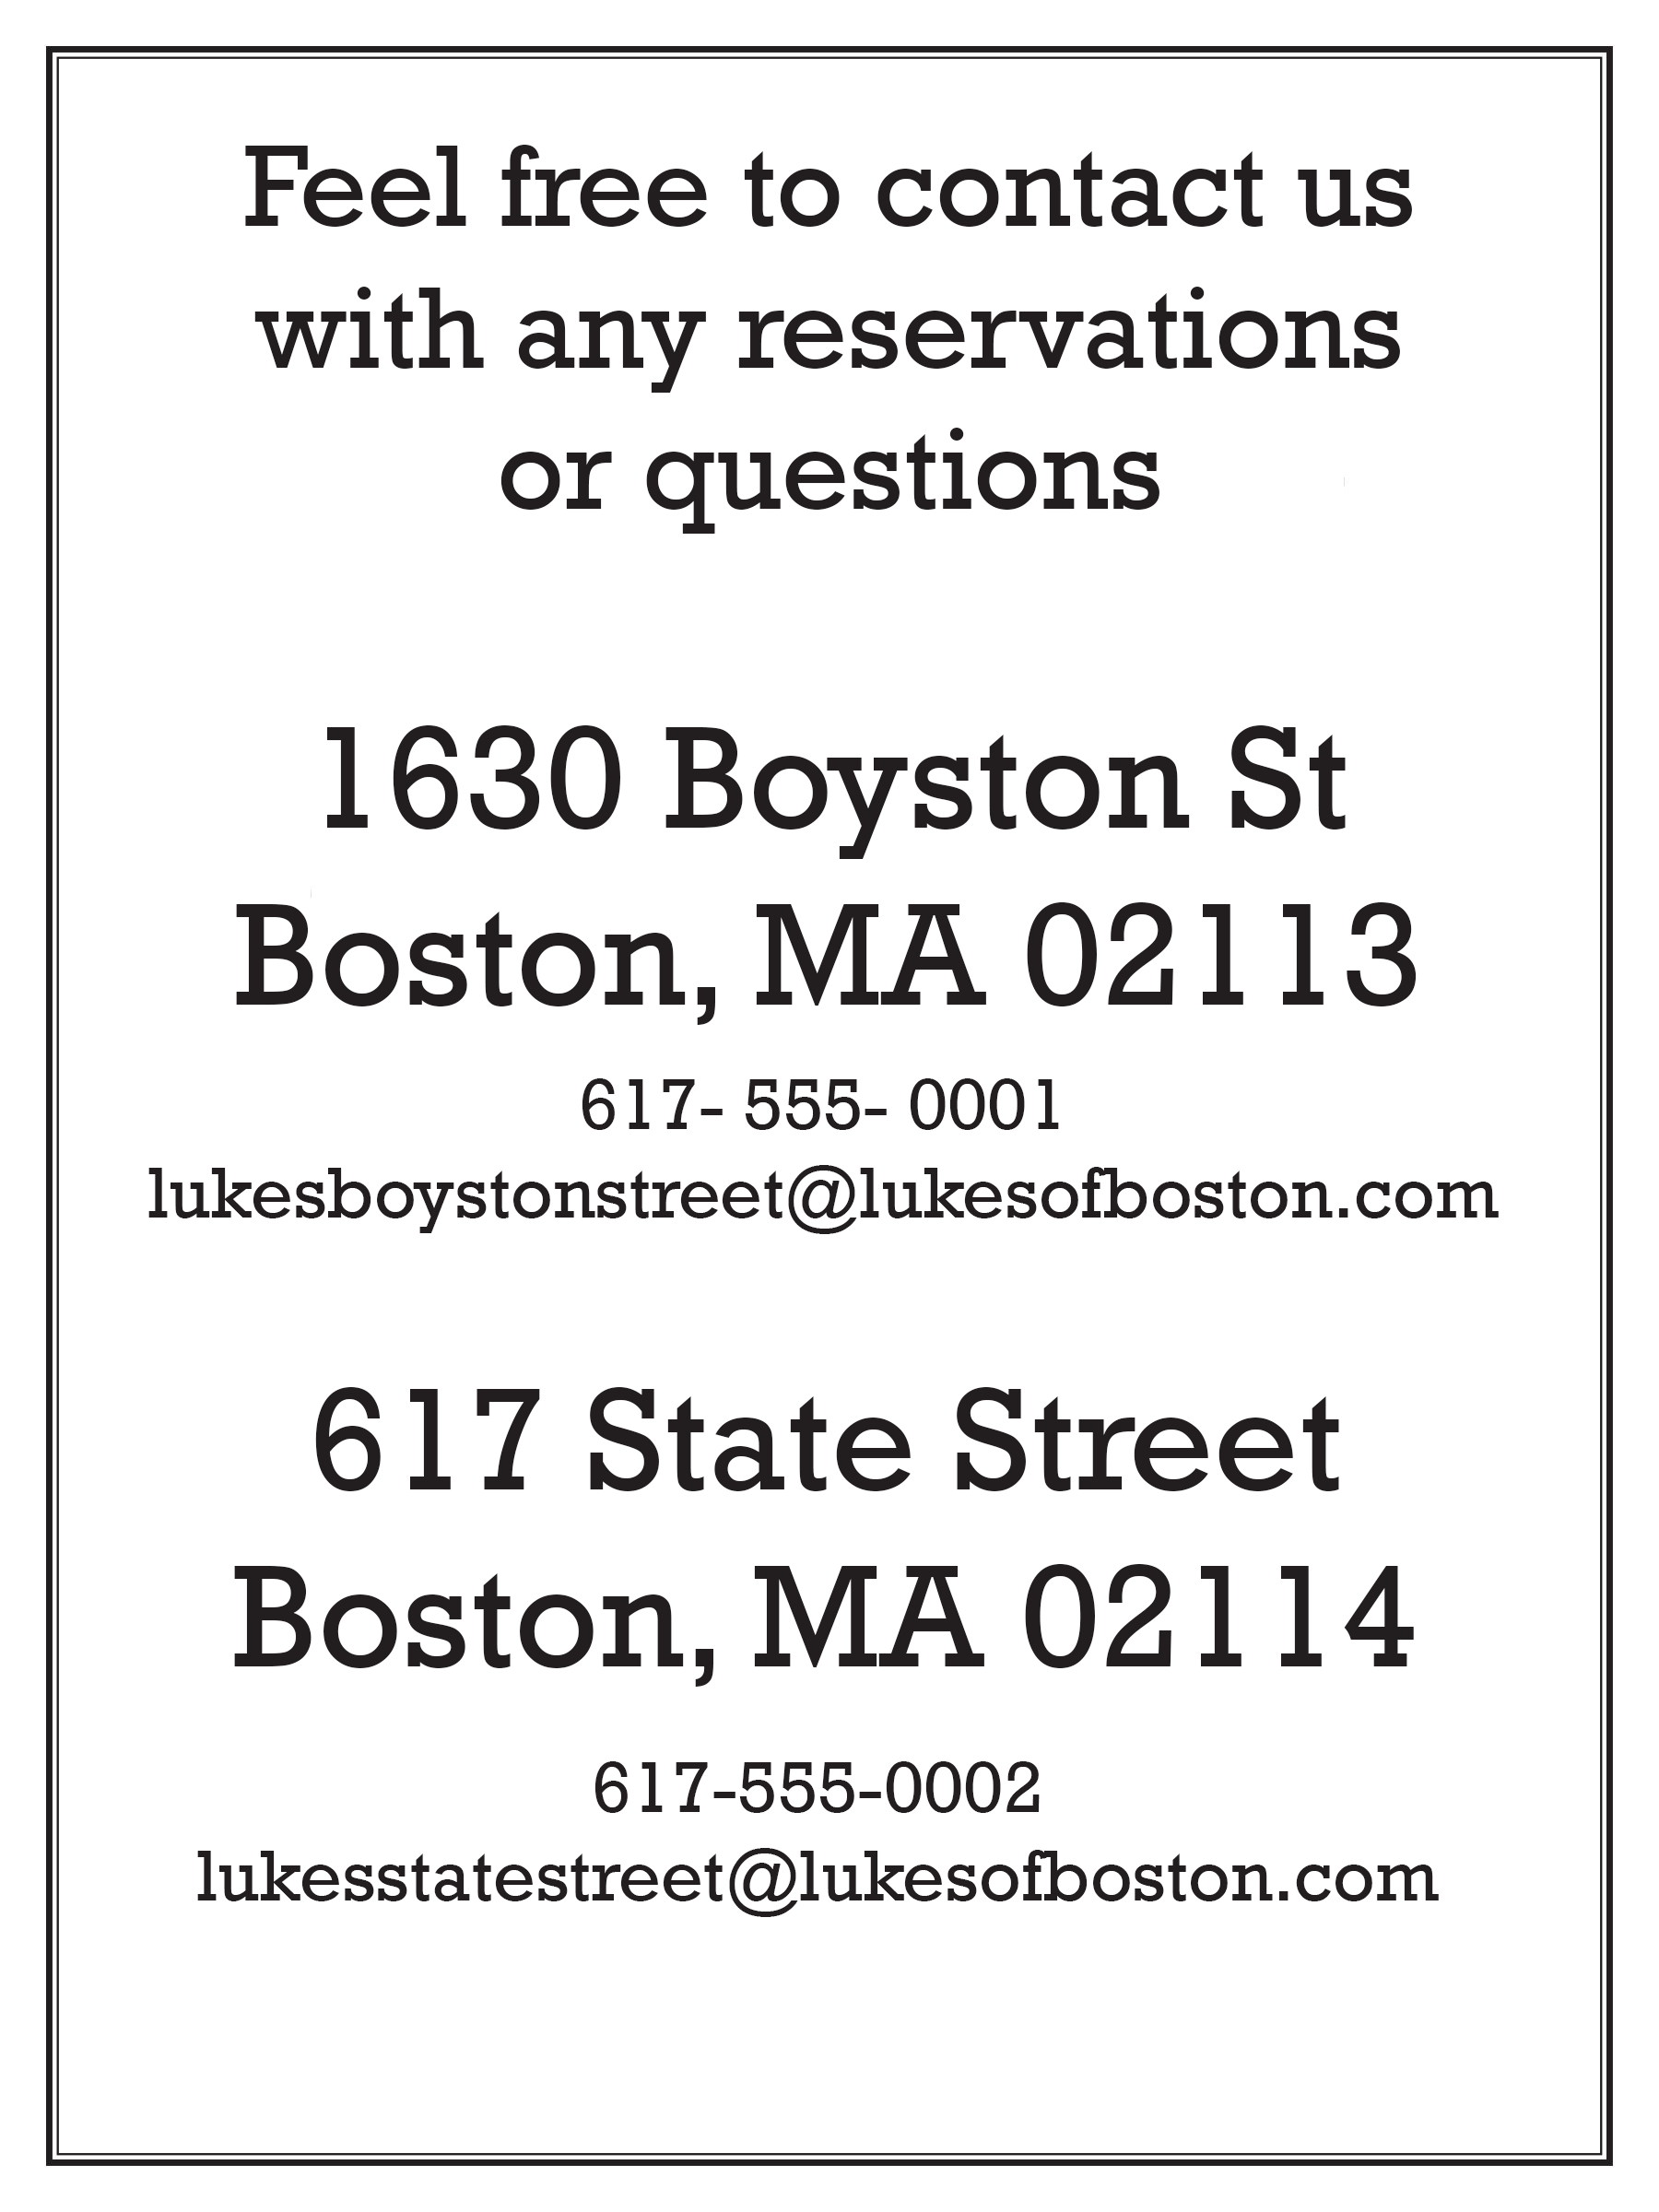 Feel free to contact us
with any reservations
or questions
1630 Boyston St
Boston, MA 02113
617- 555- 0001
lukesboystonstreet@lukesofboston.com
617 State Street
Boston, MA 02114
617-555-0002
lukesstatestreet@lukesofboston.com